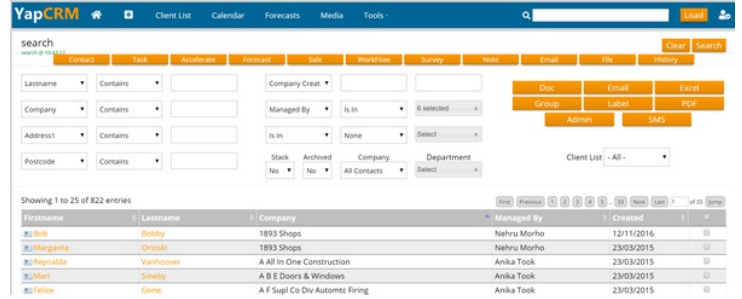 YapCRM Client List Calendar Forecasts Media Tools Load
search Clear Search
search @ 10:43:12
Contact Task Accelerate Forecast Sale WorkFlow Survey Note Email File History
Lastname Contains Company Creat
Doc Email Excel
Company Contains Managed By Is In 6 selected
Group Label PDF
Admin SMS
Address1 Contains Is In None Select
Stack Archived Company Department
Postcode Contains No No All Contacts Select
Client List - All -
Showing 1 to 25 of 822 entries First Previous 1 2 3 4 5 .. 33 Next Last 1 of 33 Jump
Firstname Lastname Company Managed By Created
Bob Bobby 1893 Shops Nehru Morho 12/11/2016
Margarita Orloski 1893 Shops Nehru Morho 23/03/2015
Reynalda Vanhooser A All In One Construction Anika Took 23/03/2015
Mari Smeby A B E Doors & Windows Anika Took 23/03/2015
Felice Gone A F Supl Co Div Automtc Firing Anika Took 23/03/2015